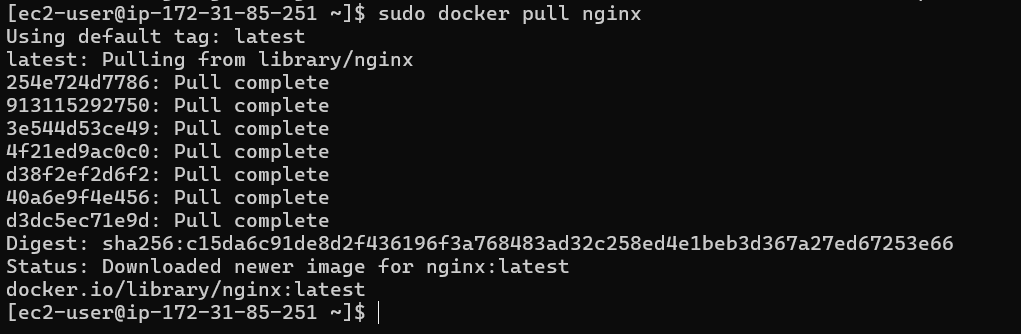 [ec2-user@ip-172-31-85-251 ~]$ sudo docker pull nginx
Using default tag: latest
latest: Pulling from library/nginx
254e724d7786: Pull complete
913115292750: Pull complete
3e544d53ce49: Pull complete
4f21ed9ac0c0: Pull complete
d38f2ef2d6f2: Pull complete
40a6e9f4e456: Pull complete
d3dc5ec71e9d: Pull complete
Digest: sha256:c15da6c91de8d2f436196f3a768483ad32c258ed4e1beb3d367a27ed67253e66
Status: Downloaded newer image for nginx:latest
docker.io/library/nginx:latest
[ec2-user@ip-172-31-85-251 ~]$